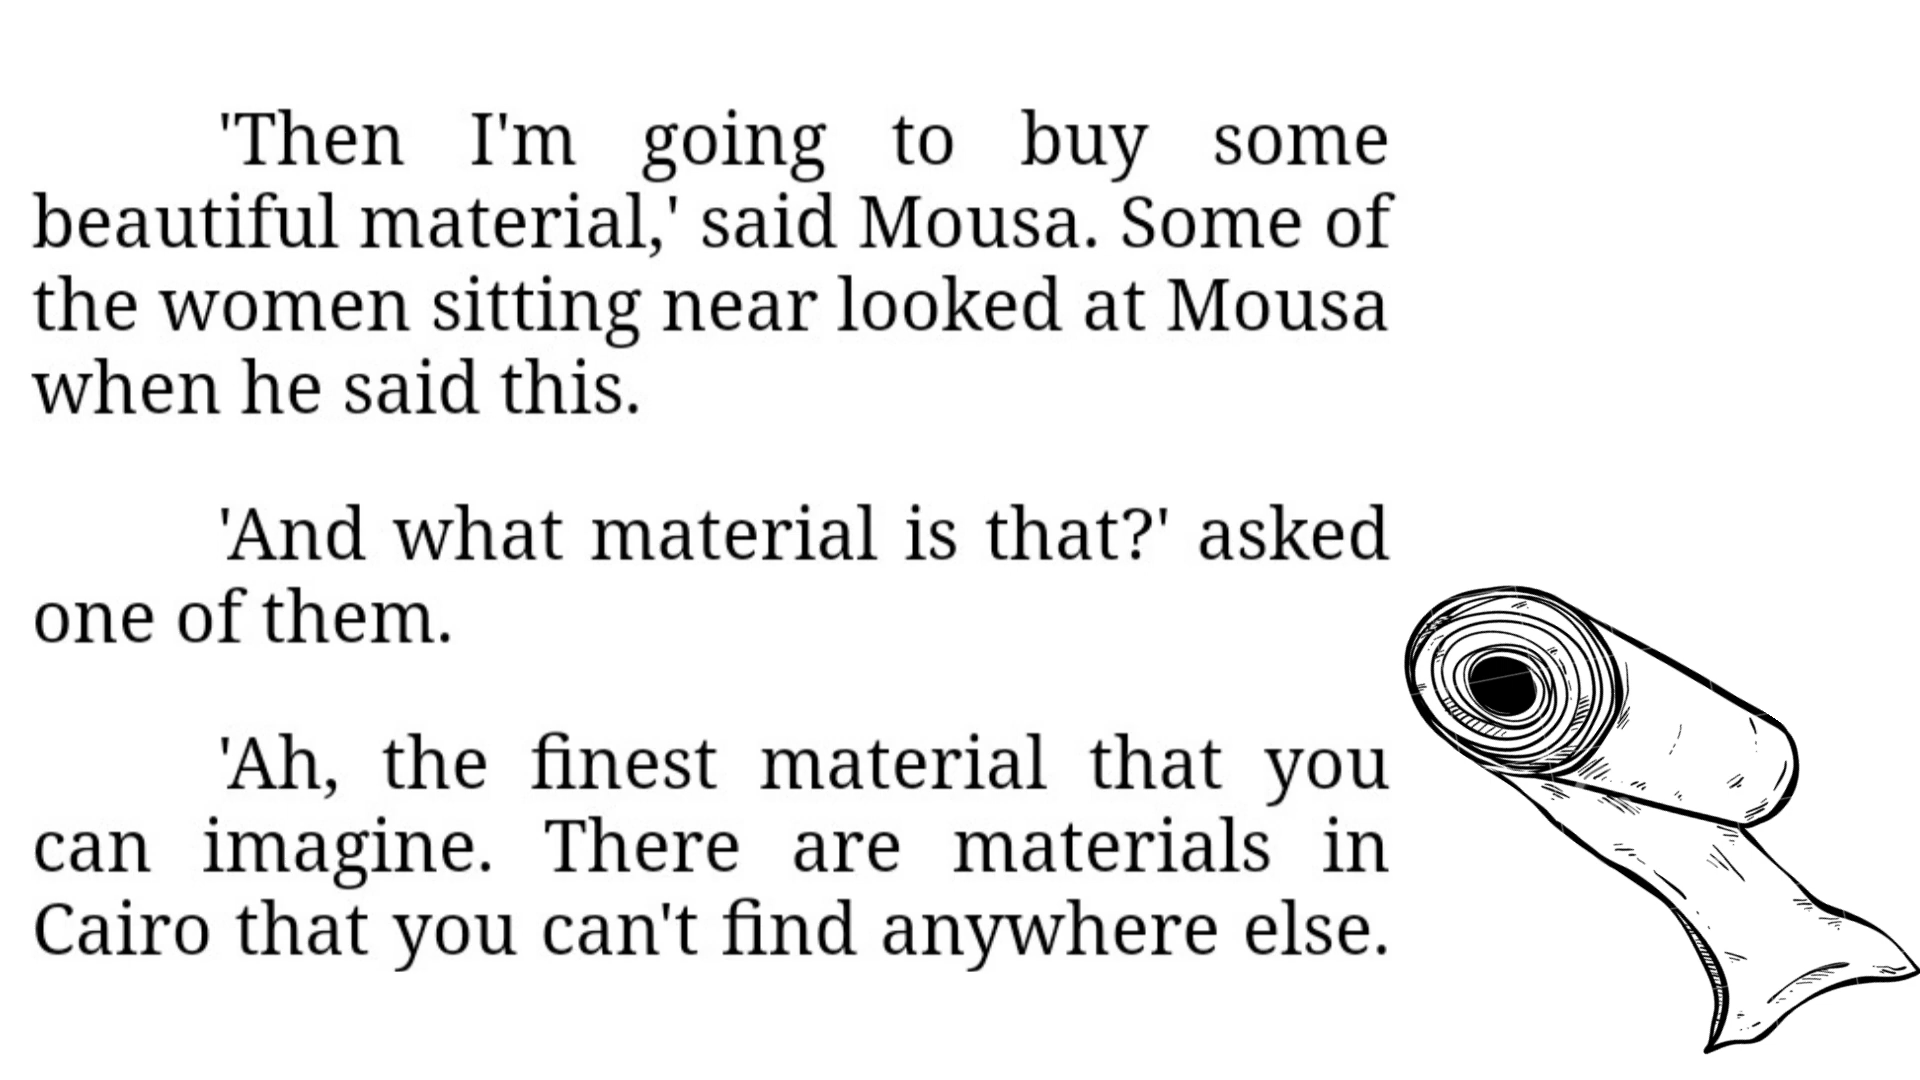 'Then I'm going to buy some
beautiful material,' said Mousa. Some of
the women sitting near looked at Mousa
when he said this.
'And what material is that?' asked
one of them.
'Ah, the finest material that you
can imagine. There are materials in
Cairo that you can't find anywhere else.